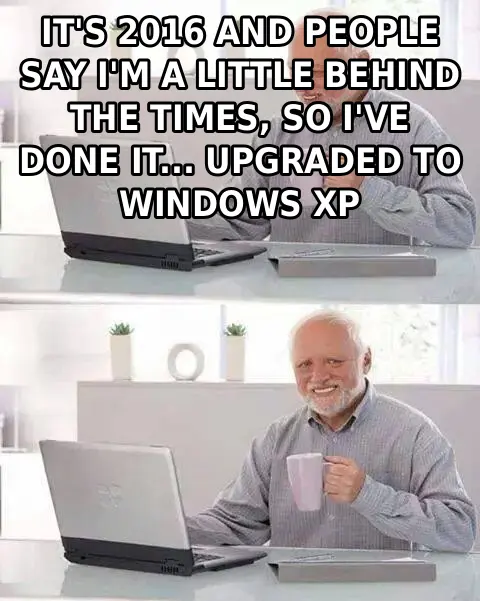 IT'S 2016 AND PEOPLE
SAY I'M A LITTLE BEHIND
THE TIMES, SO I'VE
DONE IT... UPGRADED TO
WINDOWS XP